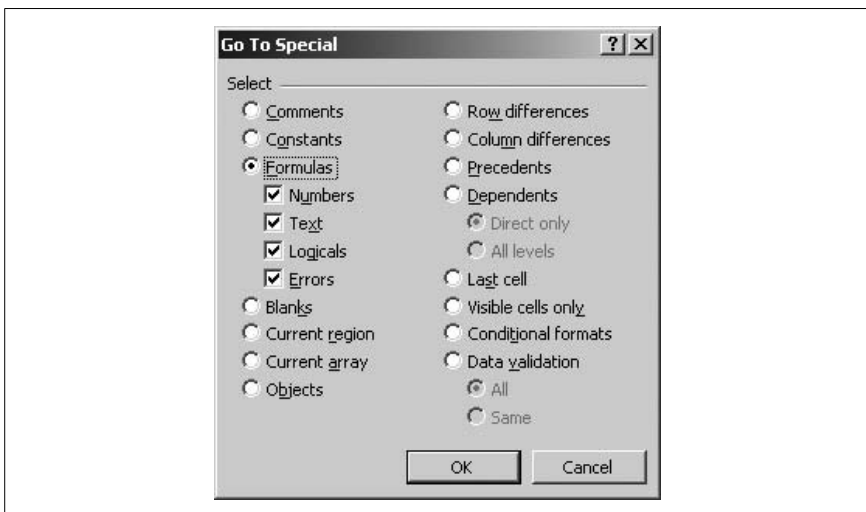 Go To Special
Select
Comments
Constants
Formulas
Numbers
Text
Logicals
Errors
Blanks
Current region
Current array
Objects
Row differences
Column differences
Precedents
Dependents
Direct only
All levels
Last cell
Visible cells only
Conditional formats
Data validation
All
Same
OK
Cancel